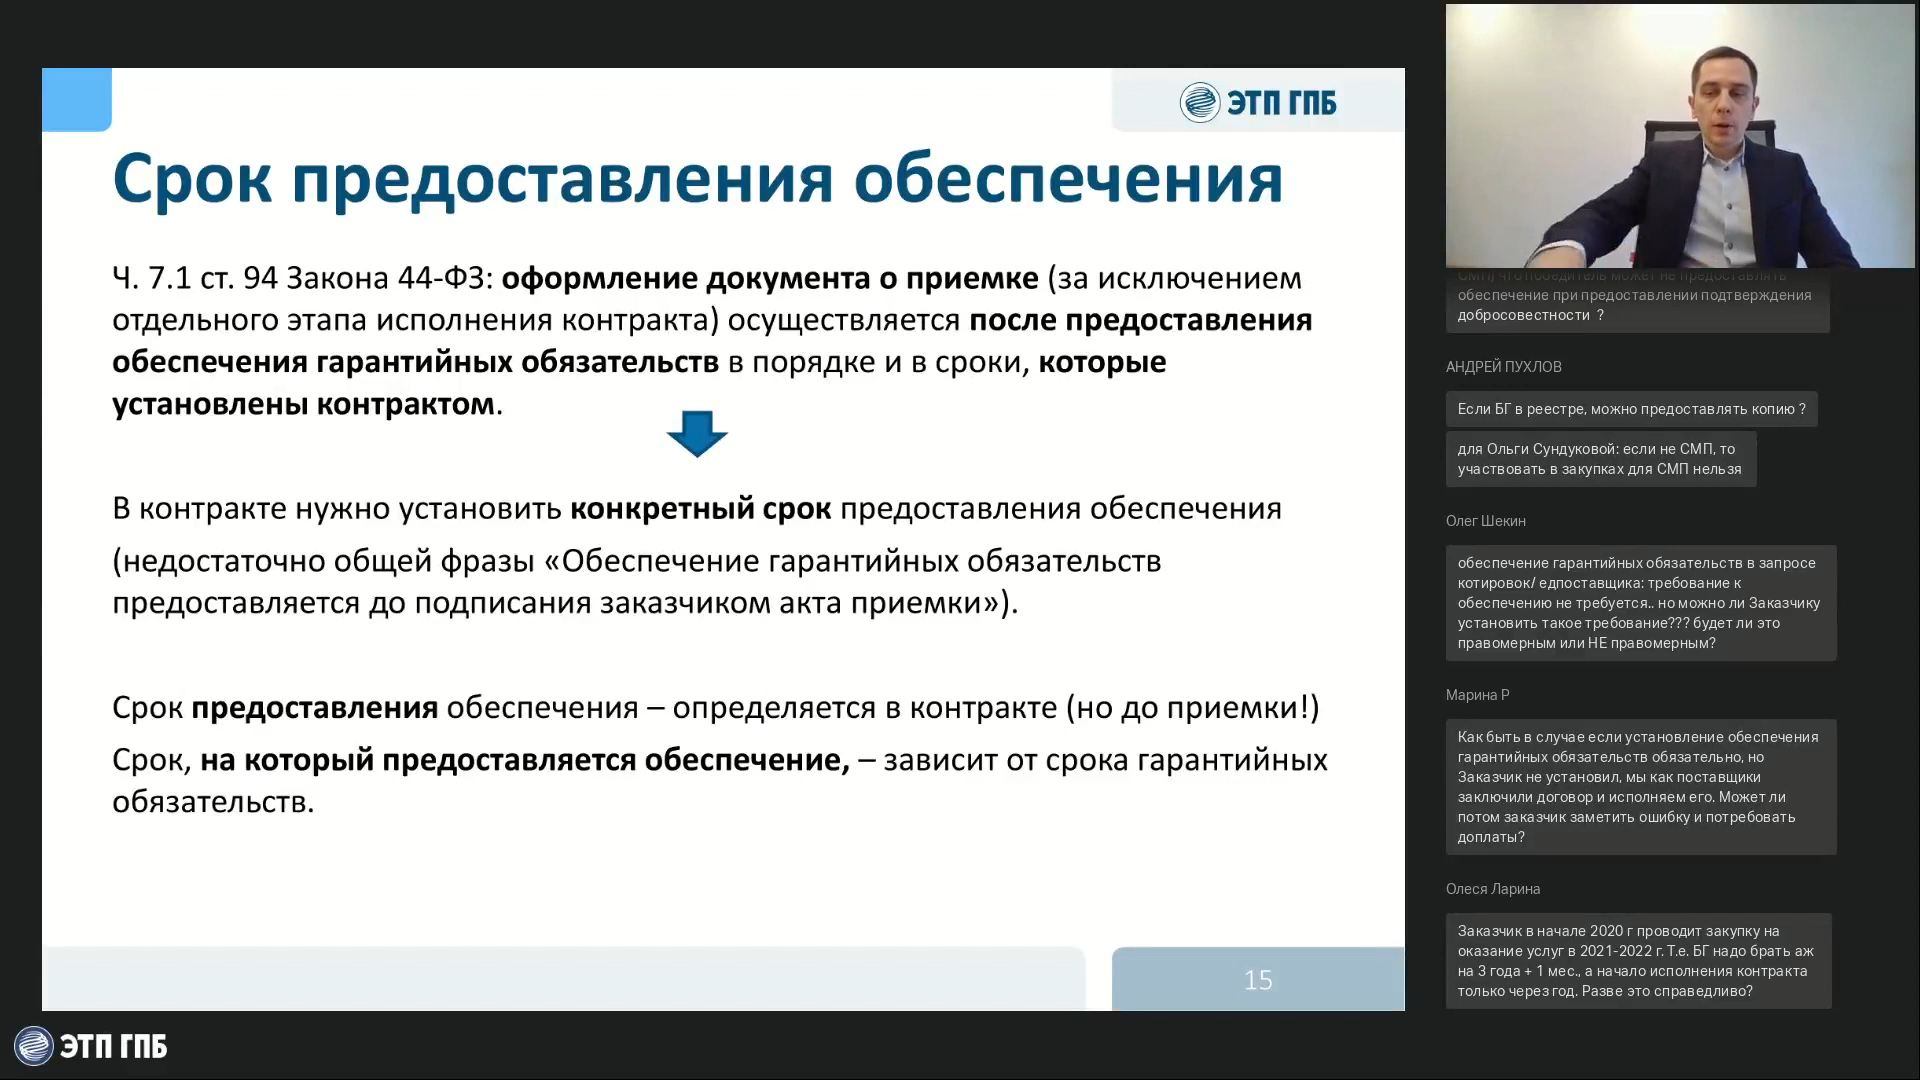 ЭТП ГПБ
Срок предоставления обеспечения
Ч. 7.1 ст. 94 Закона 44-ФЗ: оформление документа о приемке (за исключением
отдельного этапа исполнения контракта) осуществляется после предоставления
обеспечения гарантийных обязательств в порядке и в сроки, которые
установлены контрактом.
В контракте нужно установить конкретный срок предоставления обеспечения
(недостаточно общей фразы «Обеспечение гарантийных обязательств
предоставляется до подписания заказчиком акта приемки»).
Срок предоставления обеспечения – определяется в контракте (но до приемки!)
Срок, на который предоставляется обеспечение, – зависит от срока гарантийных
обязательств.
15
ЭТП ГПБ
СМП) что победитель может не предоставлять
обеспечение при предоставлении подтверждения
добросовестности ?
АНДРЕЙ ПУХЛОВ
Если БГ в реестре, можно предоставлять копию ?
для Ольги Сундуковой: если не СМП, то
участвовать в закупках для СМП нельзя
Олег Шекин
обеспечение гарантийных обязательств в запросе
котировок/ едпоставщика: требование к
обеспечению не требуется.. но можно ли Заказчику
установить такое требование??? будет ли это
правомерным или НЕ правомерным?
Марина Р
Как быть в случае если установление обеспечения
гарантийных обязательств обязательно, но
Заказчик не установил, мы как поставщики
заключили договор и исполняем его. Может ли
потом заказчик заметить ошибку и потребовать
доплаты?
Олеся Ларина
Заказчик в начале 2020 г проводит закупку на
оказание услуг в 2021-2022 г. Т.е. БГ надо брать аж
на 3 года + 1 мес., а начало исполнения контракта
только через год. Разве это справедливо?